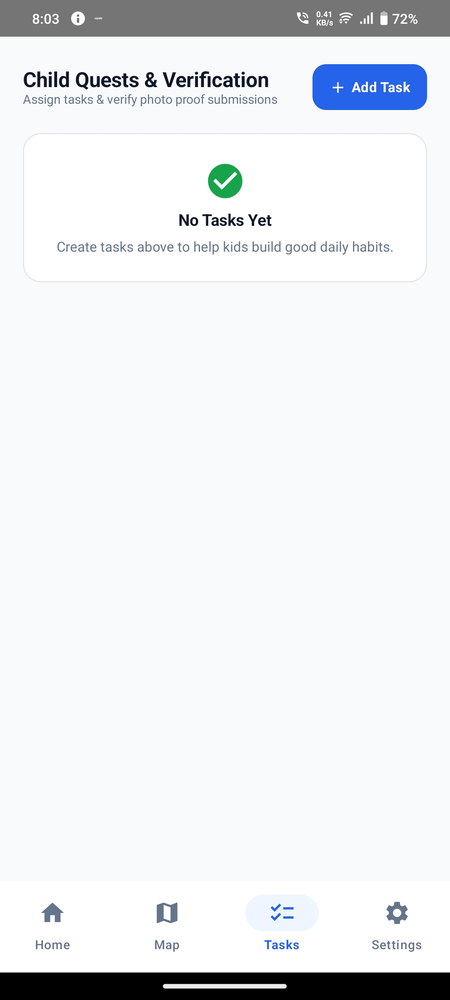 8:03
rapido
0.41
KB/s
72%
Child Quests & Verification
Assign tasks & verify photo proof submissions
+ Add Task
No Tasks Yet
Create tasks above to help kids build good daily habits.
Home
Map
Tasks
Settings